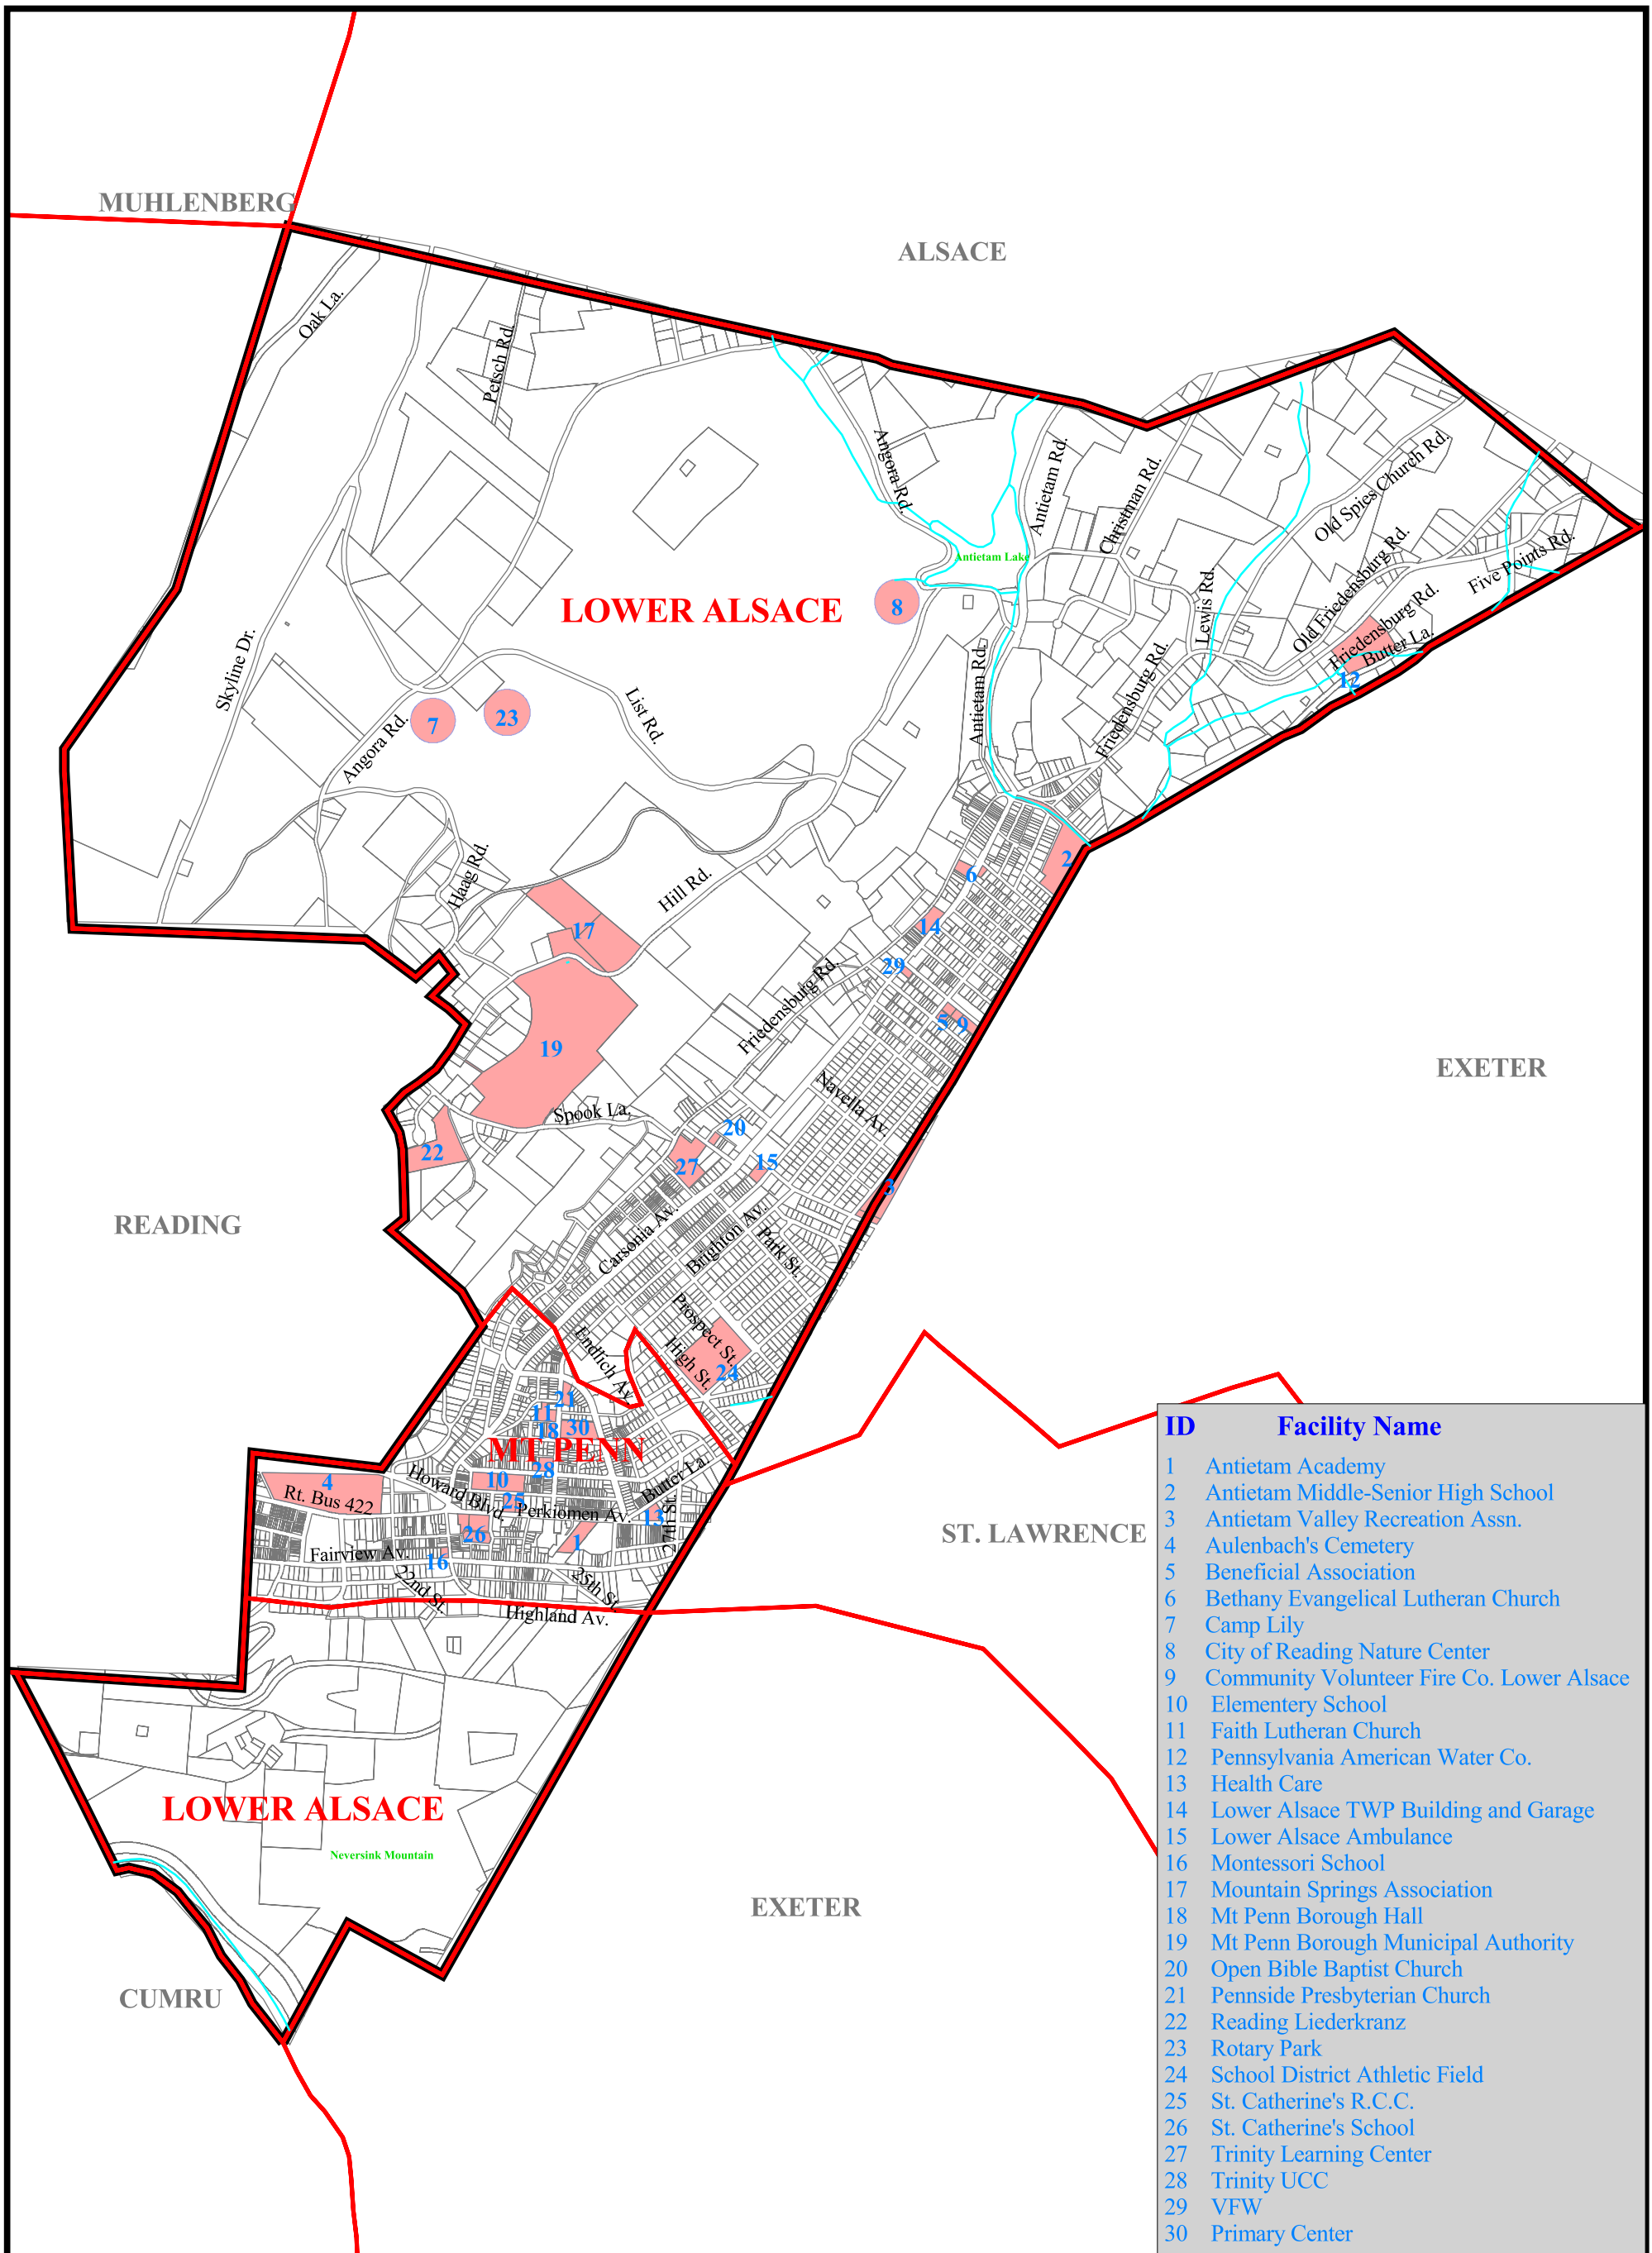 MUHLENBERG
ALSACE
Oak La.
Petsch Rd.
Angora Rd.
Antietam Rd.
Christman Rd.
Old Spies Church Rd.
Antietam Lake
Five Points Rd.
Old Friedensburg Rd.
Lewis Rd.
LOWER ALSACE
8
Friedensburg Rd.
Butter La.
12
Skyline Dr.
Antietam Rd.
Friedensburg Rd.
List Rd.
7
23
Angora Rd.
Haag Rd.
Hill Rd.
2
6
17
14
29
Friedensburg Rd.
5
9
19
EXETER
Navella Av.
Spook La.
20
22
27
15
3
READING
Carsonia Av.
Brighton Av.
Park St.
Prospect St.
Endlich Av.
High St.
24
21
11
18
30
MT PENN
28
4
10
Howard Blvd.
Butter La.
Rt. Bus 422
25
Perkiomen Av.
13
27th St.
26
1
ST. LAWRENCE
Fairview Av.
16
22nd St.
25th St.
Highland Av.
LOWER ALSACE
Neversink Mountain
EXETER
CUMRU
ID Facility Name
1 Antietam Academy
2 Antietam Middle-Senior High School
3 Antietam Valley Recreation Assn.
4 Aulenbach's Cemetery
5 Beneficial Association
6 Bethany Evangelical Lutheran Church
7 Camp Lily
8 City of Reading Nature Center
9 Community Volunteer Fire Co. Lower Alsace
10 Elementery School
11 Faith Lutheran Church
12 Pennsylvania American Water Co.
13 Health Care
14 Lower Alsace TWP Building and Garage
15 Lower Alsace Ambulance
16 Montessori School
17 Mountain Springs Association
18 Mt Penn Borough Hall
19 Mt Penn Borough Municipal Authority
20 Open Bible Baptist Church
21 Pennside Presbyterian Church
22 Reading Liederkranz
23 Rotary Park
24 School District Athletic Field
25 St. Catherine's R.C.C.
26 St. Catherine's School
27 Trinity Learning Center
28 Trinity UCC
29 VFW
30 Primary Center